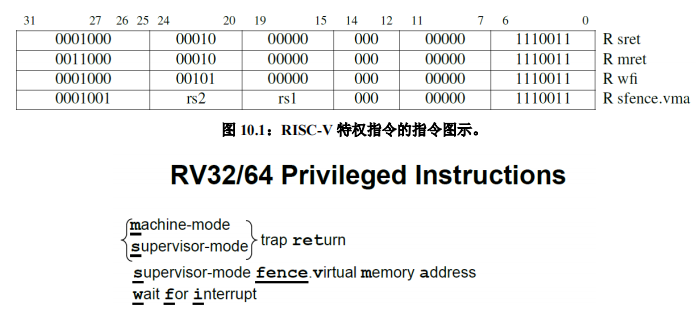 31 27 26 25 24 20 19 15 14 12 11 7 6 0
0001000 00010 00000 000 00000 1110011 R sret
0011000 00010 00000 000 00000 1110011 R mret
0001000 00101 00000 000 00000 1110011 R wfi
0001001 rs2 rs1 000 00000 1110011 R sfence.vma
图 10.1：RISC-V 特权指令的指令图示。
RV32/64 Privileged Instructions
machine-mode
supervisor-mode
trap return
supervisor-mode fence.virtual memory address
wait for interrupt